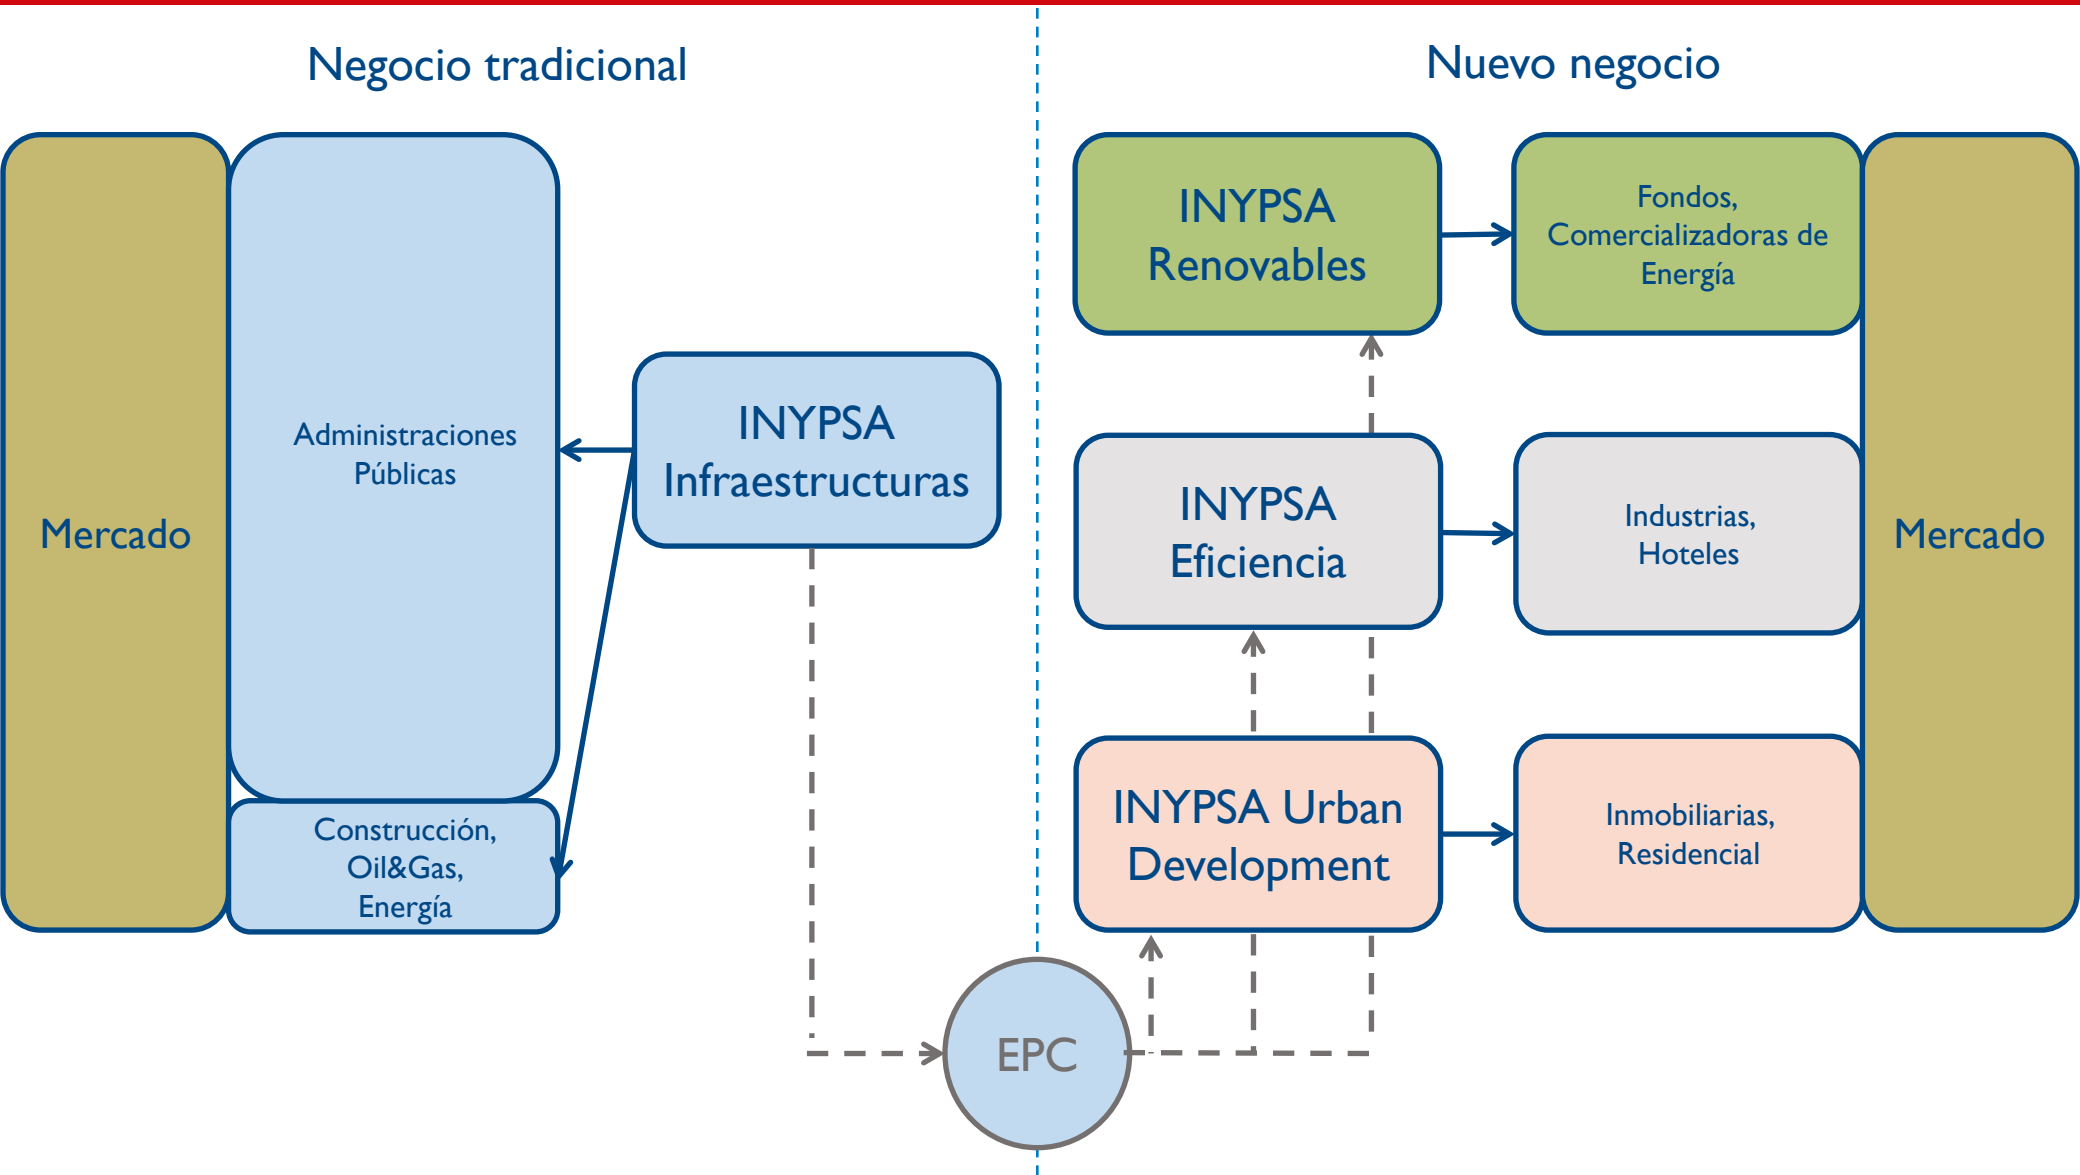 Negocio tradicional
Nuevo negocio
Mercado
Administraciones
Públicas
Construcción,
Oil&Gas,
Energía
INYPSA
Infraestructuras
EPC
INYPSA
Renovables
Fondos,
Comercializadoras de
Energía
INYPSA
Eficiencia
Industrias,
Hoteles
INYPSA Urban
Development
Inmobiliarias,
Residencial
Mercado